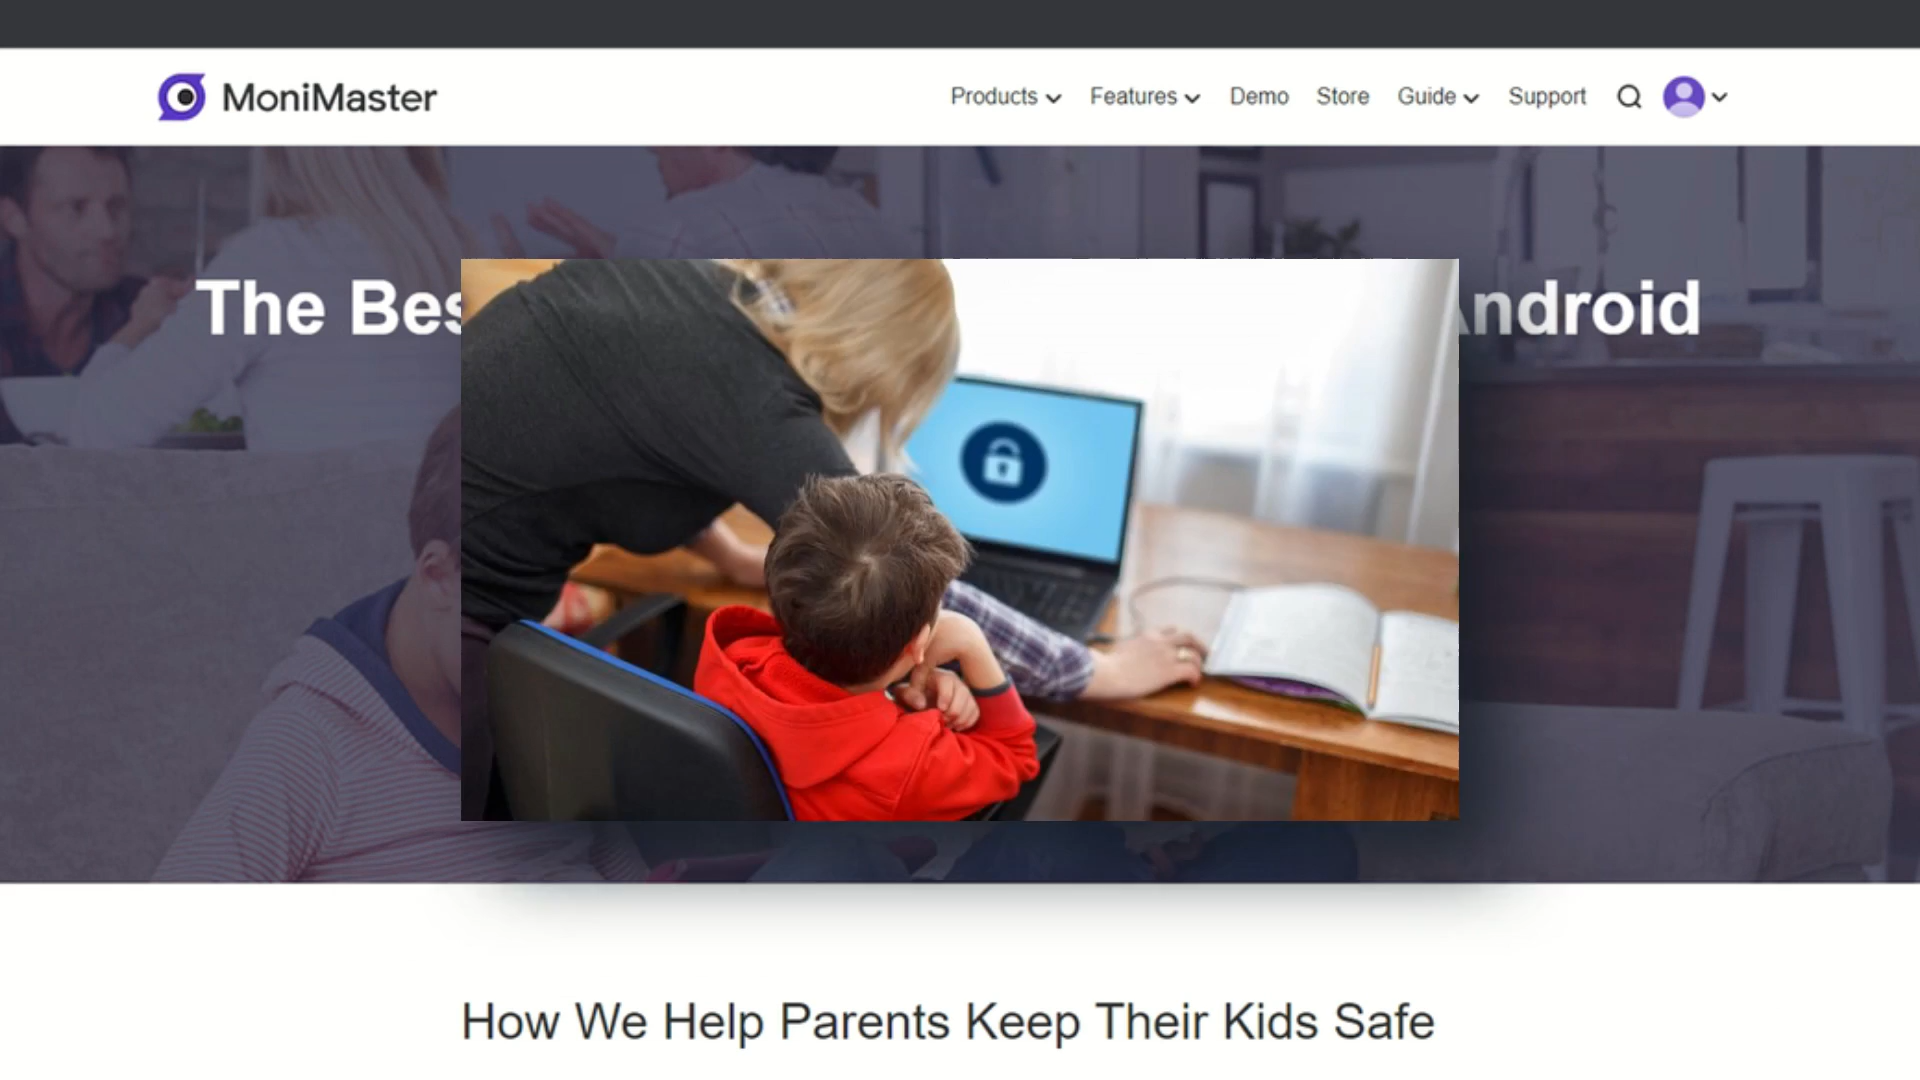 MoniMaster
Products Features Demo Store Guide Support
The Bes ndroid
How We Help Parents Keep Their Kids Safe